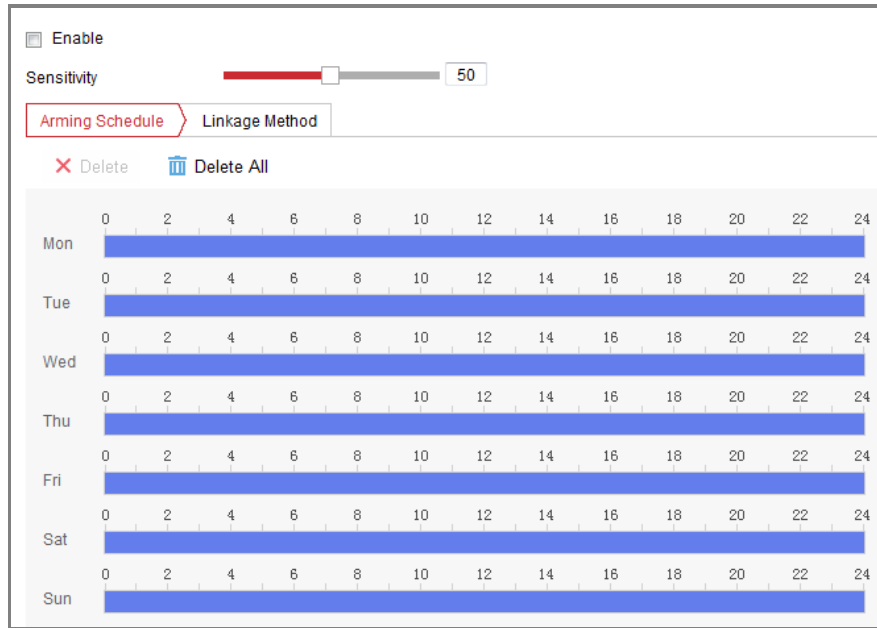 Enable
Sensitivity 50
Arming Schedule Linkage Method
Delete Delete All
0 2 4 6 8 10 12 14 16 18 20 22 24
Mon
0 2 4 6 8 10 12 14 16 18 20 22 24
Tue
0 2 4 6 8 10 12 14 16 18 20 22 24
Wed
0 2 4 6 8 10 12 14 16 18 20 22 24
Thu
0 2 4 6 8 10 12 14 16 18 20 22 24
Fri
0 2 4 6 8 10 12 14 16 18 20 22 24
Sat
0 2 4 6 8 10 12 14 16 18 20 22 24
Sun